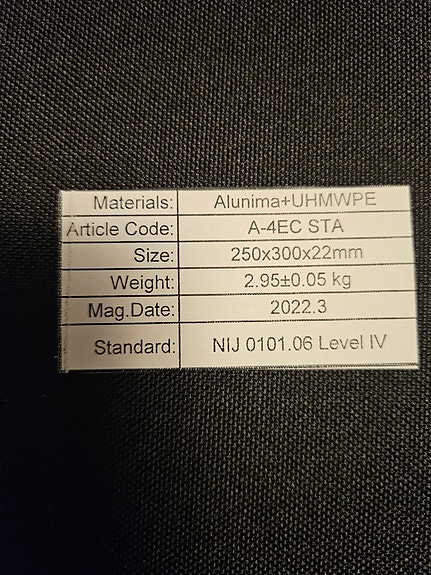 Materials: Alunima+UHMWPE
Article Code: A-4EC STA
Size: 250x300x22mm
Weight: 2.95±0.05 kg
Mag.Date: 2022.3
Standard: NIJ 0101.06 Level IV